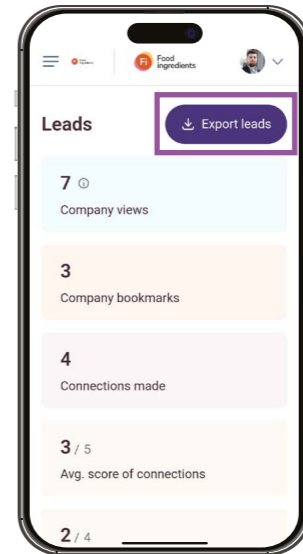 Fi Food
ingredients
Leads
Export leads
7
Company views
3
Company bookmarks
4
Connections made
3 / 5
Avg. score of connections
2 / 4